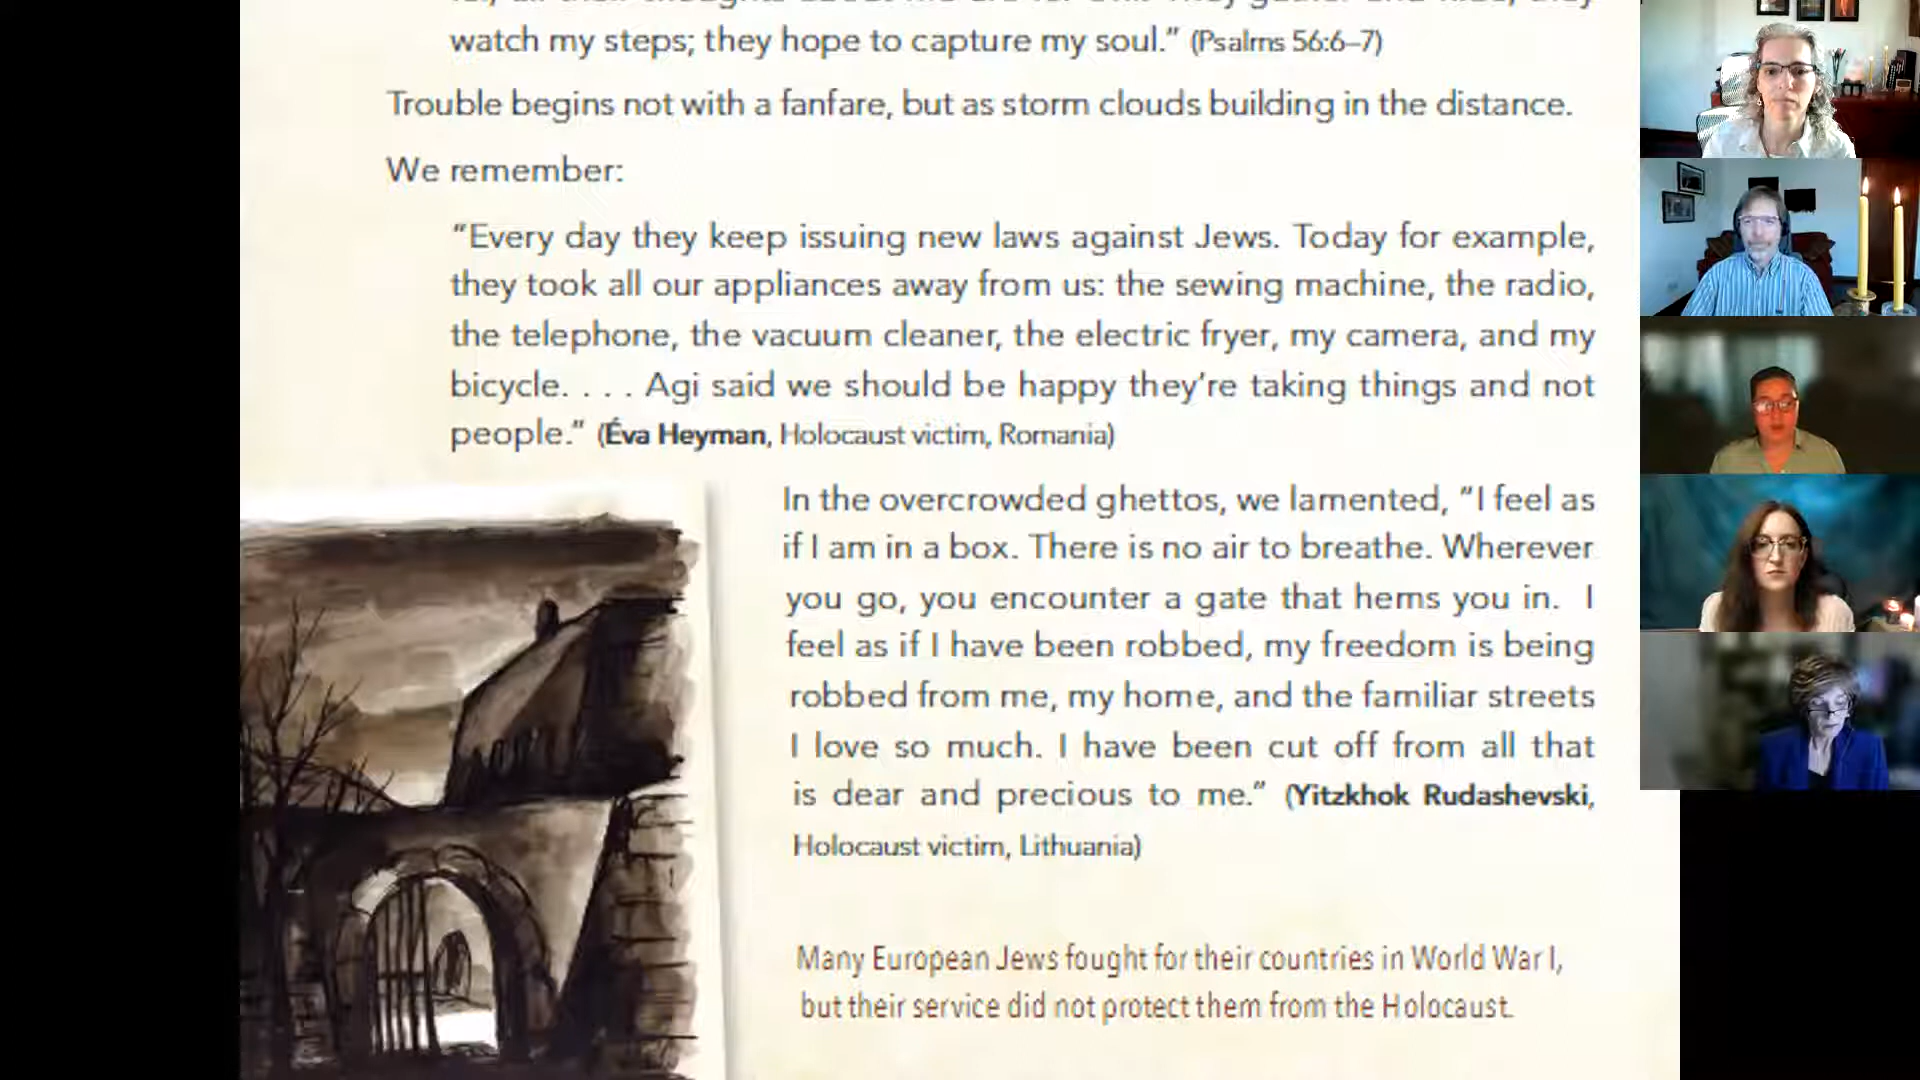 watch my steps; they hope to capture my soul.” (Psalms 56:6–7)
Trouble begins not with a fanfare, but as storm clouds building in the distance.
We remember:
“Every day they keep issuing new laws against Jews. Today for example,
they took all our appliances away from us: the sewing machine, the radio,
the telephone, the vacuum cleaner, the electric fryer, my camera, and my
bicycle. . . . Agi said we should be happy they’re taking things and not
people.” (Éva Heyman, Holocaust victim, Romania)
In the overcrowded ghettos, we lamented, “I feel as
if I am in a box. There is no air to breathe. Wherever
you go, you encounter a gate that hems you in. I
feel as if I have been robbed, my freedom is being
robbed from me, my home, and the familiar streets
I love so much. I have been cut off from all that
is dear and precious to me.” (Yitzkhok Rudashevski,
Holocaust victim, Lithuania)
Many European Jews fought for their countries in World War I,
but their service did not protect them from the Holocaust.